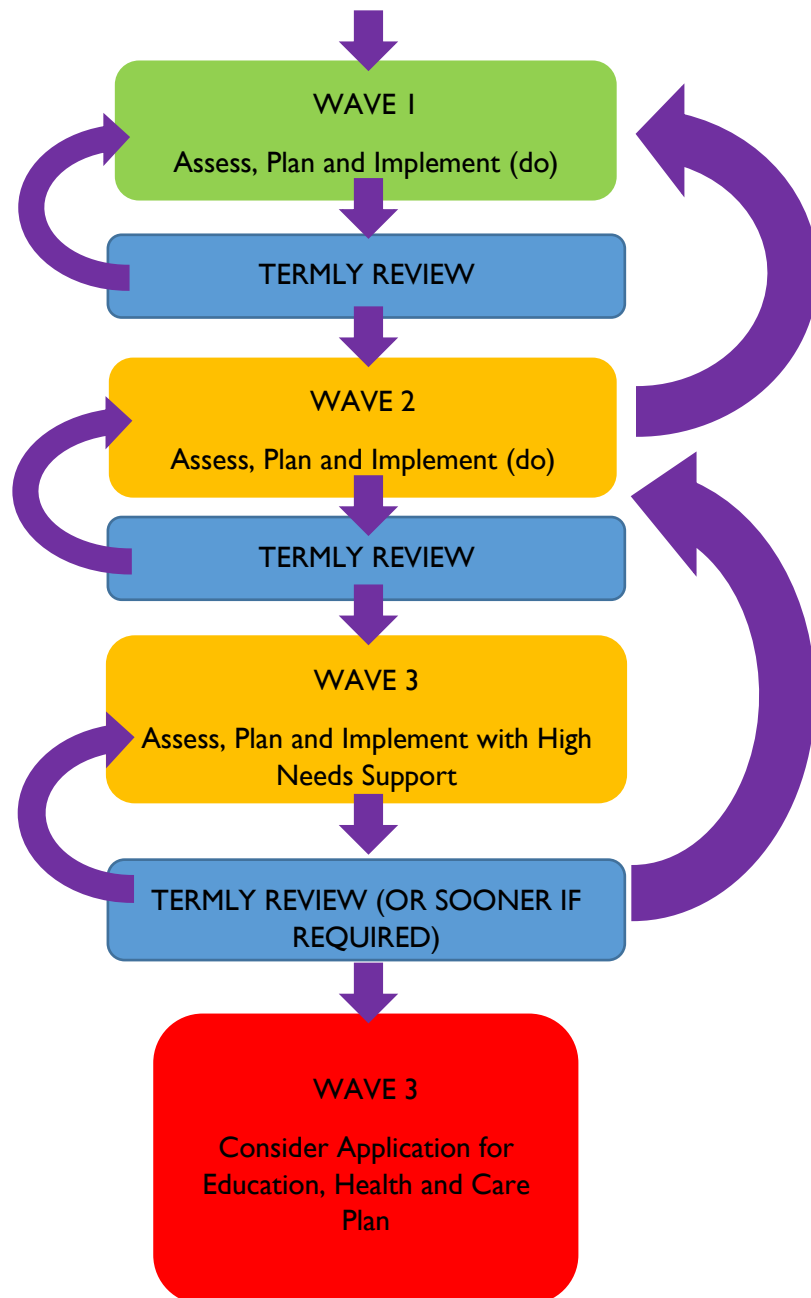 WAVE 1
Assess, Plan and Implement (do)
TERMLY REVIEW
WAVE 2
Assess, Plan and Implement (do)
TERMLY REVIEW
WAVE 3
Assess, Plan and Implement with High
Needs Support
TERMLY REVIEW (OR SOONER IF
REQUIRED)
WAVE 3
Consider Application for
Education, Health and Care
Plan